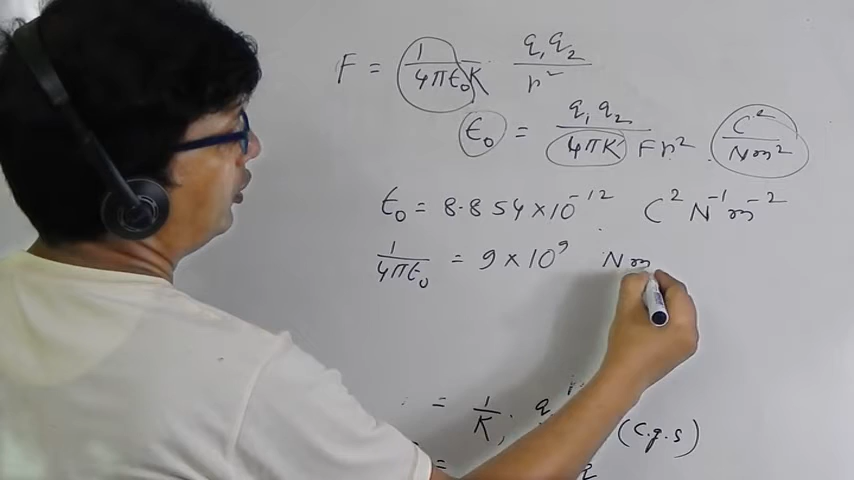 F = 1/4πε₀K q₁q₂/r²
ε₀ = q₁q₂/4πK Fr² · C²/Nm²
ε₀ = 8.854×10⁻¹² C² N⁻¹ m⁻²
1/4πε₀ = 9×10⁹ Nm
= 1/K; q
(C.g.s)
= q